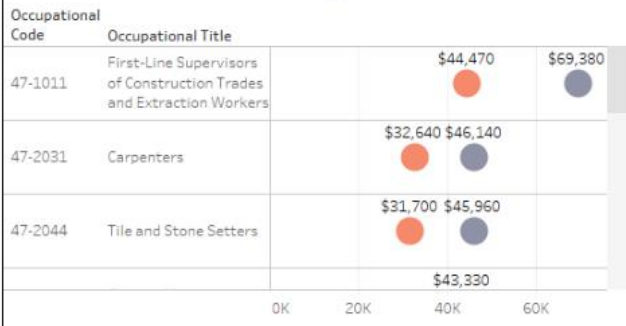 Occupational
Code Occupational Title
47-1011 First-Line Supervisors
of Construction Trades
and Extraction Workers
$44,470 $69,380
47-2031 Carpenters
$32,640 $46,140
47-2044 Tile and Stone Setters
$31,700 $45,960
$43,330
0K 20K 40K 60K